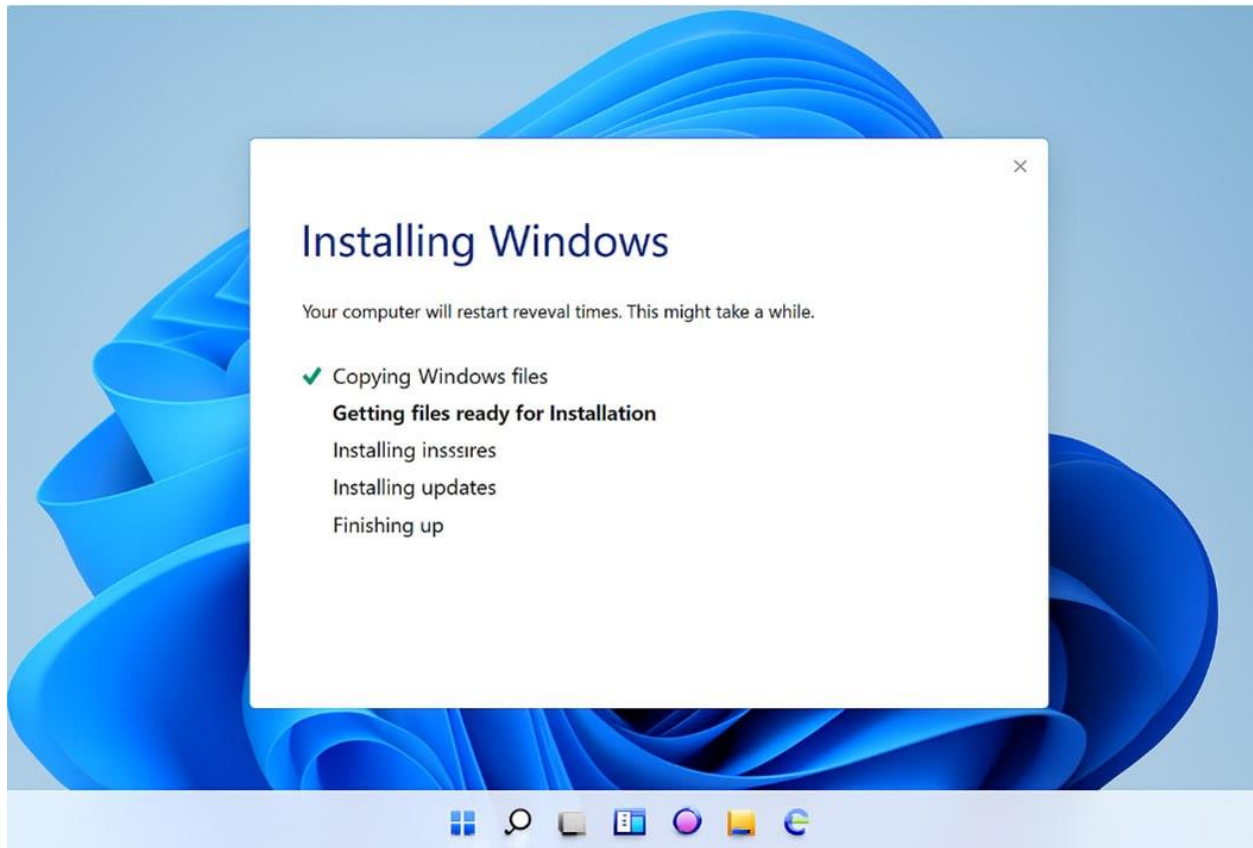 Installing Windows
Your computer will restart reveval times. This might take a while.
Copying Windows files
Getting files ready for Installation
Installing insssıres
Installing updates
Finishing up